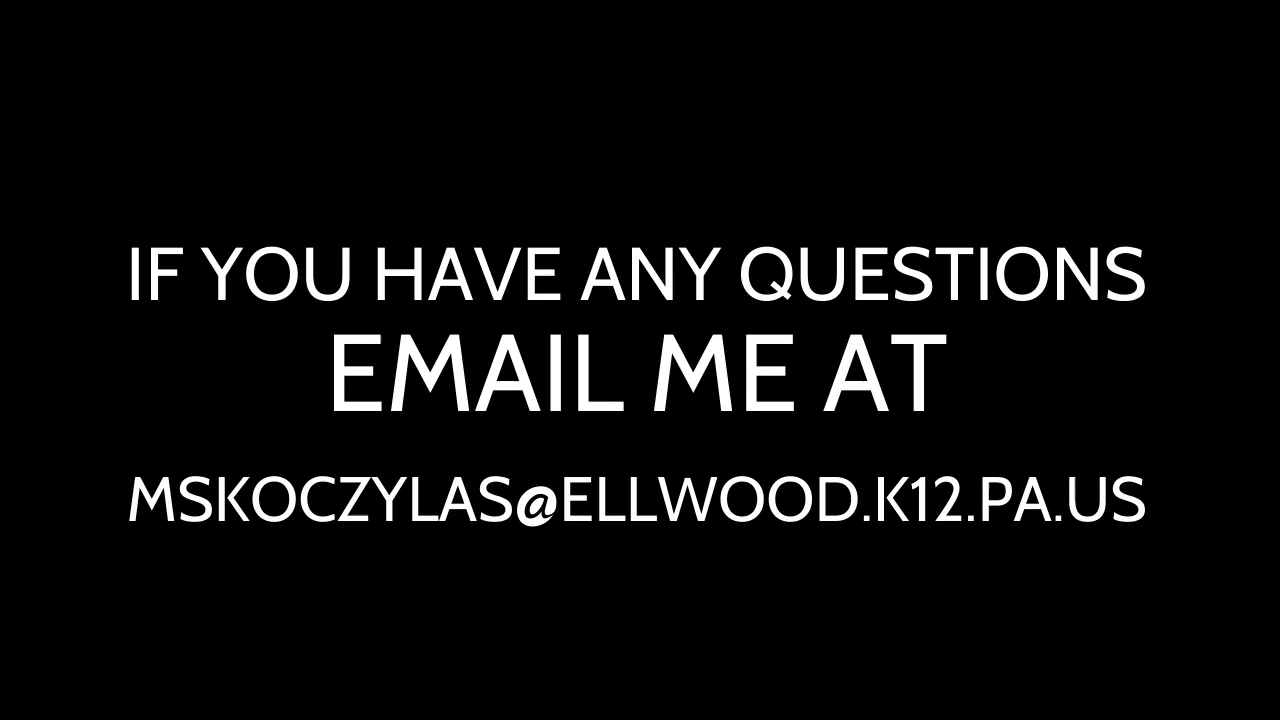 IF YOU HAVE ANY QUESTIONS
EMAIL ME AT
MSKOCZYLAS@ELLWOOD.K12.PA.US